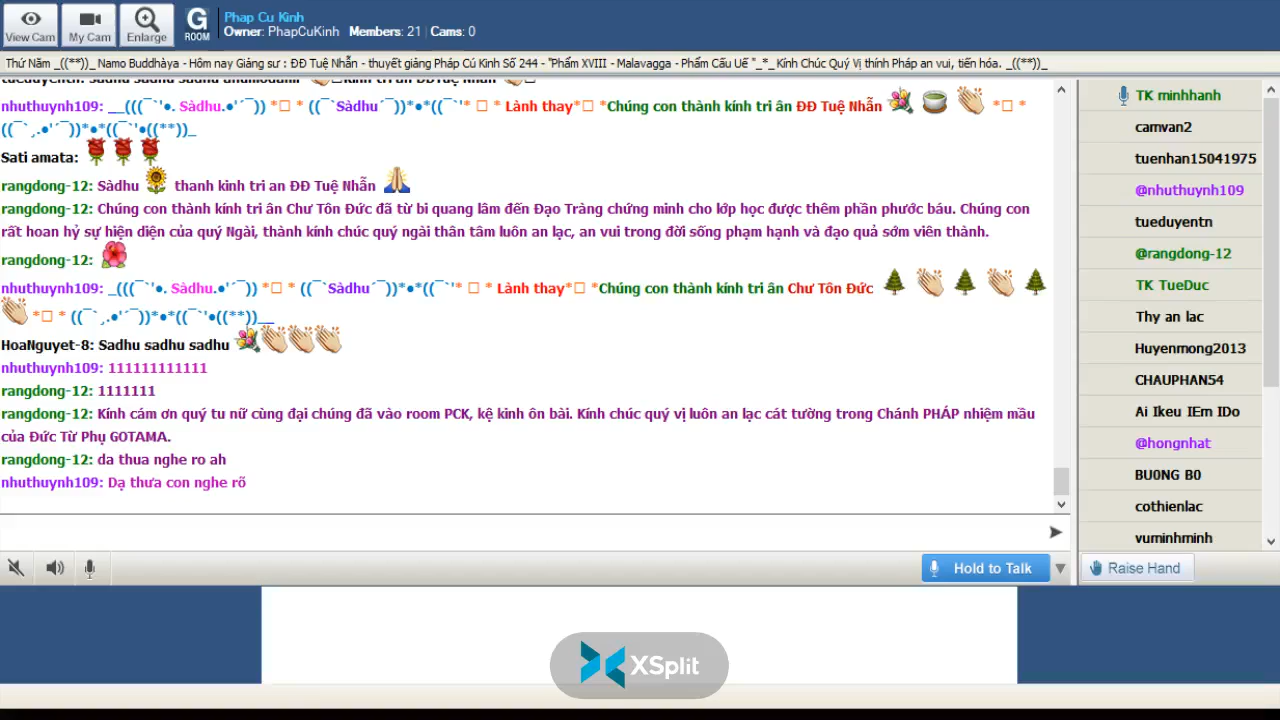 View Cam
My Cam
Enlarge
G
ROOM
Phap Cu Kinh
Owner: PhapCuKinh Members: 21 | Cams: 0
Thứ Năm _((**))_ Namo Buddhàya - Hôm nay Giảng sư : ĐĐ Tuệ Nhẫn - thuyết giảng Pháp Cú Kinh Số 244 - "Phẩm XVIII - Malavagga - Phẩm Cấu Uế "_*_ Kính Chúc Quý Vị thính Pháp an vui, tiến hóa. _((**))_
nhuthuynh109: __(((¯`'•. Sàdhu.•'´¯)) *□ * ((¯`Sàdhu´¯))*•*((¯`'* □ * Lành thay*□ *Chúng con thành kính tri ân ĐĐ Tuệ Nhẫn *□ *
((¯`¸.•'´¯))*•*((¯`'•((**))_
Sati amata:
rangdong-12: Sàdhu thanh kinh tri an ĐĐ Tuệ Nhẫn
rangdong-12: Chúng con thành kính tri ân Chư Tôn Đức đã từ bi quang lâm đến Đạo Tràng chứng minh cho lớp học được thêm phần phước báu. Chúng con
rất hoan hỷ sự hiện diện của quý Ngài, thành kính chúc quý ngài thân tâm luôn an lạc, an vui trong đời sống phạm hạnh và đạo quả sớm viên thành.
rangdong-12:
nhuthuynh109: _(((¯`'•. Sàdhu.•'´¯)) *□ * ((¯`Sàdhu´¯))*•*((¯`'* □ * Lành thay*□ *Chúng con thành kính tri ân Chư Tôn Đức
*□ * ((¯`¸.•'´¯))*•*((¯`'•((**))__
HoaNguyet-8: Sadhu sadhu sadhu
nhuthuynh109: 111111111111
rangdong-12: 1111111
rangdong-12: Kính cám ơn quý tu nữ cùng đại chúng đã vào room PCK, kệ kinh ôn bài. Kính chúc quý vị luôn an lạc cát tường trong Chánh PHÁP nhiệm mầu
của Đức Từ Phụ GOTAMA.
rangdong-12: da thua nghe ro ah
nhuthuynh109: Dạ thưa con nghe rõ
TK minhhanh
camvan2
tuenhan15041975
@nhuthuynh109
tueduyentn
@rangdong-12
TK TueDuc
Thy an lac
Huyenmong2013
CHAUPHAN54
Ai Ikeu IEm IDo
@hongnhat
BU0NG B0
cothienlac
vuminhminh
Hold to Talk
Raise Hand
XSplit